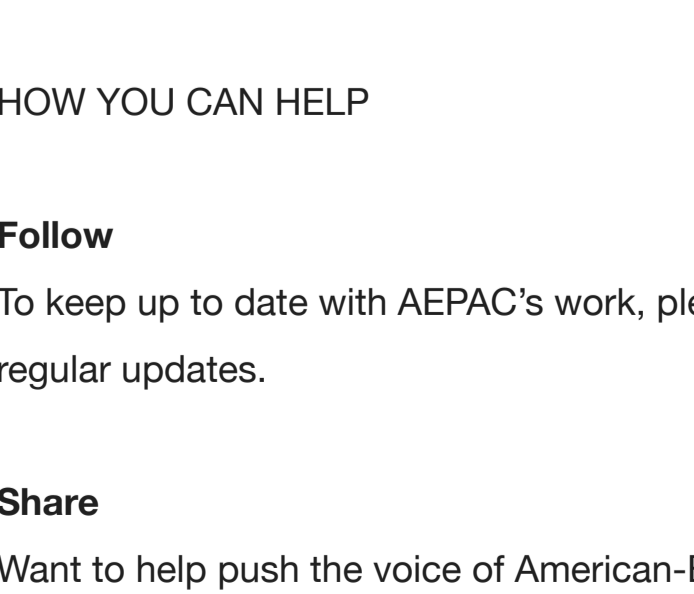 HOW YOU CAN HELP
Follow
To keep up to date with AEPAC’s work,
regular updates.
Share
Want to help push the voice of